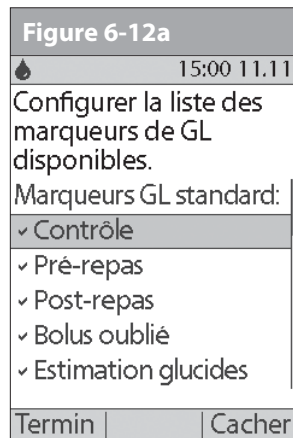 Figure 6-12a
15:00 11.11
Configurer la liste des
marqueurs de GL
disponibles.
Marqueurs GL standard:
Contrôle
Pré-repas
Post-repas
Bolus oublié
Estimation glucides
Termin Cacher